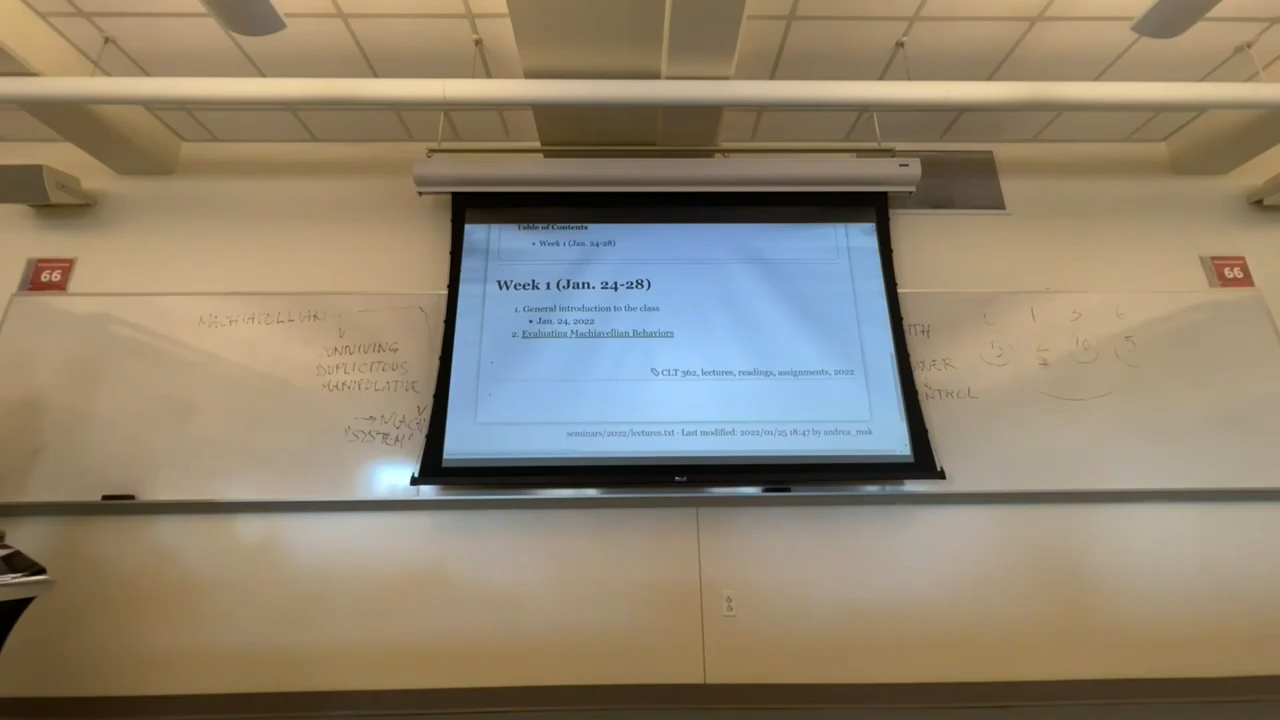 66
66
Table of Contents
• Week 1 (Jan. 24-28)
Week 1 (Jan. 24-28)
1. General introduction to the class
• Jan. 24, 2022
2. Evaluating Machiavellian Behaviors
CLT 362, lectures, readings, assignments, 2022
seminars/2022/lectures.txt · Last modified: 2022/01/25 18:47 by andrea_mak
MACHIAVELLIAN
DUPLICITOUS
MANIPULATIVE